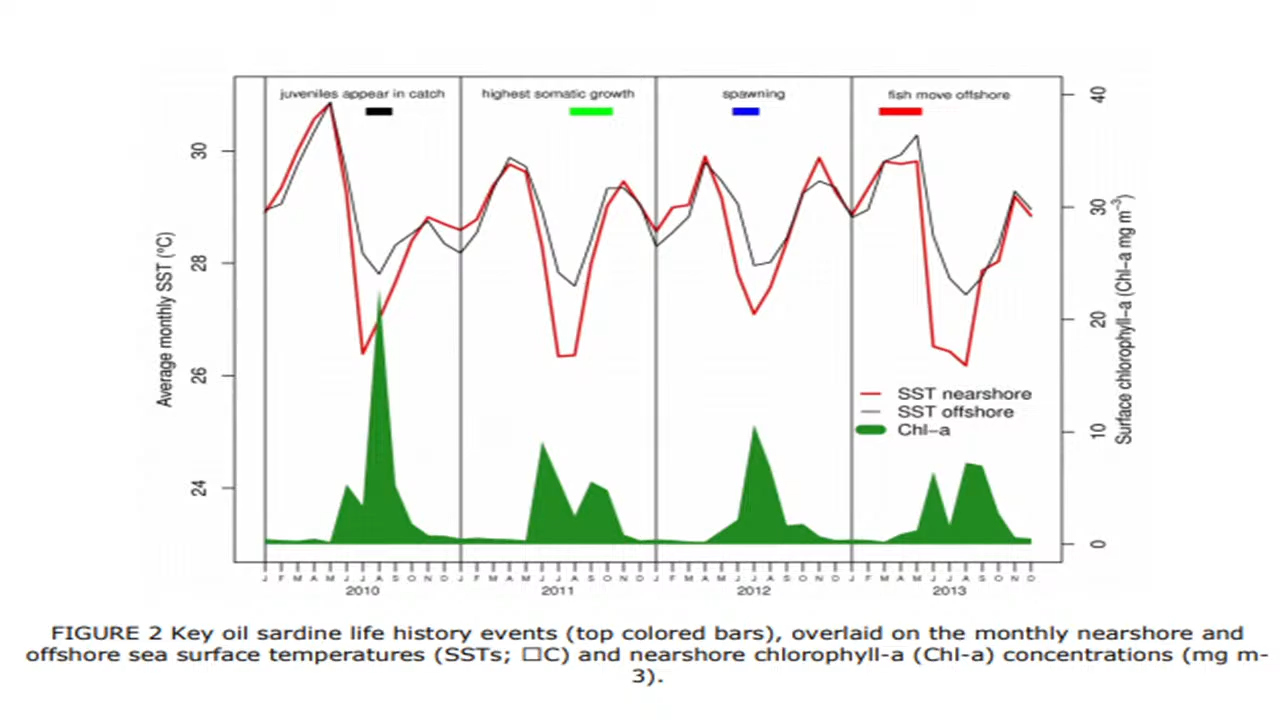 juveniles appear in catch
highest somatic growth
spawning
fish move offshore
Average monthly SST (°C)
30
28
26
24
40
30
20
10
0
Surface chlorophyll–a (Chl–a mg m⁻³)
SST nearshore
SST offshore
Chl–a
J F M A M J J A S O N D J F M A M J J A S O N D J F M A M J J A S O N D J F M A M J J A S O N D
2010 2011 2012 2013
FIGURE 2 Key oil sardine life history events (top colored bars), overlaid on the monthly nearshore and
offshore sea surface temperatures (SSTs; □C) and nearshore chlorophyll-a (Chl-a) concentrations (mg m-
3).